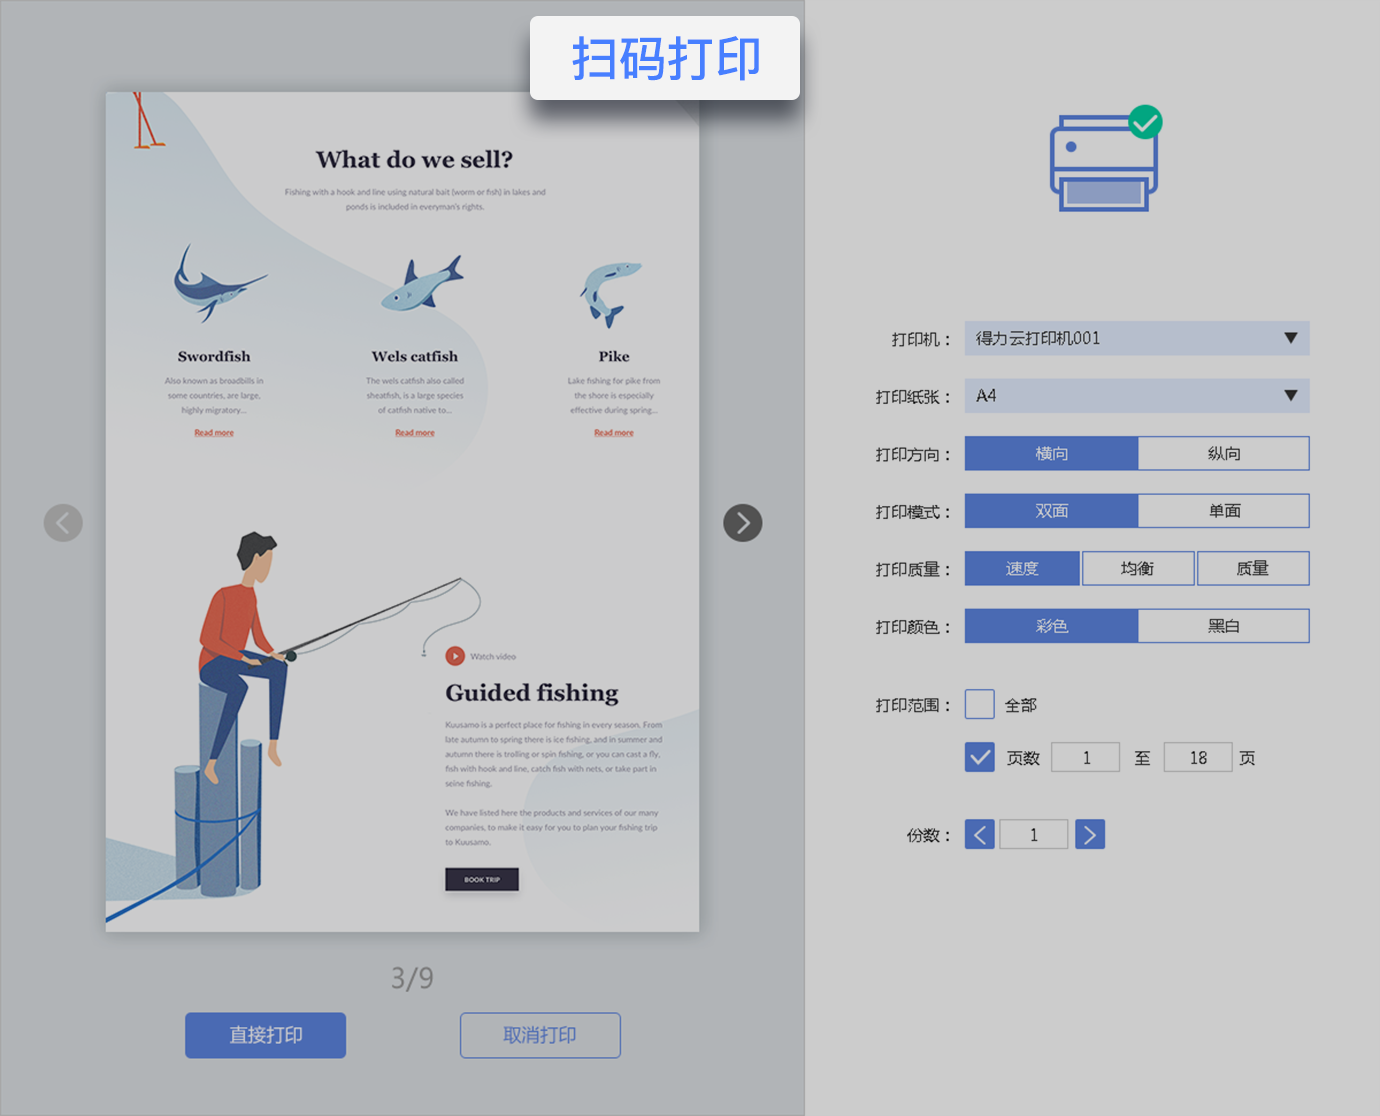 扫码打印
What do we sell?
Fishing with a hook and line using natural bait (worm or fish) in lakes and
ponds is included in everyman's rights.
Swordfish
Also known as broadbills in
some countries, are large,
highly migratory...
Read more
Wels catfish
The wels catfish also called
sheatfish, is a large species
of catfish native to...
Read more
Pike
Lake fishing for pike from
the shore is especially
effective during spring...
Read more
Watch video
Guided fishing
Kuusamo is a perfect place for fishing in every season. From
late autumn to spring there is ice fishing, and in summer and
autumn there is trolling or spin fishing, or you can cast a fly,
fish with hook and line, catch fish with nets, or take part in
seine fishing.
We have listed here the products and services of our many
companies, to make it easy for you to plan your fishing trip
to Kuusamo.
BOOK TRIP
3/9
直接打印 取消打印
打印机： 得力云打印机001
打印纸张： A4
打印方向： 横向 纵向
打印模式： 双面 单面
打印质量： 速度 均衡 质量
打印颜色： 彩色 黑白
打印范围： 全部
页数 1 至 18 页
份数： 1